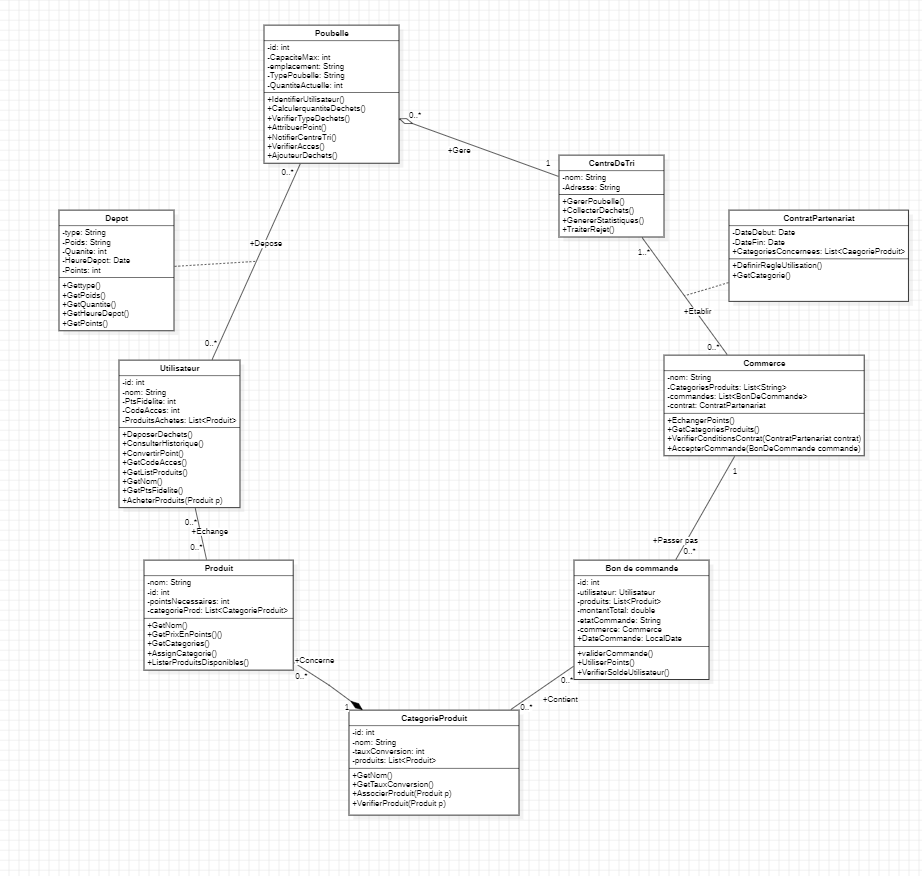 Poubelle
-id: int
-CapaciteMax: int
-emplacement: String
-TypePoubelle: String
-QuantiteActuelle: int
+IdentifierUtilisateur()
+CalculerquantiteDechets()
+VerifierTypeDechets()
+AttribuerPoint()
+NotifierCentreTri()
+VerifierAcces()
+AjouteurDechets()
0..*
+Gere
1
CentreDeTri
-nom: String
-Adresse: String
+GererPoubelle()
+CollecterDechets()
+GenererStatistiques()
+TraiterRejet()
0..*
+Depose
0..*
Depot
-type: String
-Poids: String
-Quanite: int
-HeureDepot: Date
-Points: int
+Gettype()
+GetPoids()
+GetQuantite()
+GetHeureDepot()
+GetPoints()
ContratPartenariat
-DateDebut: Date
-DateFin: Date
+CategoriesConcernees: List<CaegorieProduit>
+DefinirRegleUtilisation()
+GetCategorie()
1..*
+Etablir
0..*
Utilisateur
-id: int
-nom: String
-PtsFidelite: int
-CodeAcces: int
-ProduitsAchetes: List<Produit>
+DeposerDechets()
+ConsulterHistorique()
+ConvertirPoint()
+GetCodeAcces()
+GetListProduits()
+GetNom()
+GetPtsFidelite()
+AcheterProduits(Produit p)
Commerce
-nom: String
-CategoriesProduits: List<String>
-commandes: List<BonDeCommande>
-contrat: ContratPartenariat
+EchangerPoints()
+GetCategoriesProduits()
+VerifierConditionsContrat(ContratPartenariat contrat)
+AccepterCommande(BonDeCommande commande)
0..*
+Echange
0..*
1
+Passer pas
0..*
Produit
-nom: String
-id: int
-pointsNecessaires: int
-categorieProd: List<CategorieProduit>
+GetNom()
+GetPrixEnPoints()()
+GetCategories()
+AssignCategorie()
+ListerProduitsDisponibles()
Bon de commande
-id: int
-utilisateur: Utilisateur
-produits: List<Produit>
-montantTotal: double
-etatCommande: String
-commerce: Commerce
+DateCommande: LocalDate
+validerCommande()
+UtiliserPoints()
+VerifierSoldeUtilisateur()
+Concerne
0..*
1
0..*
+Contient
0..*
CategorieProduit
-id: int
-nom: String
-tauxConversion: int
-produits: List<Produit>
+GetNom()
+GetTauxConversion()
+AssocierProduit(Produit p)
+VerifierProduit(Produit p)